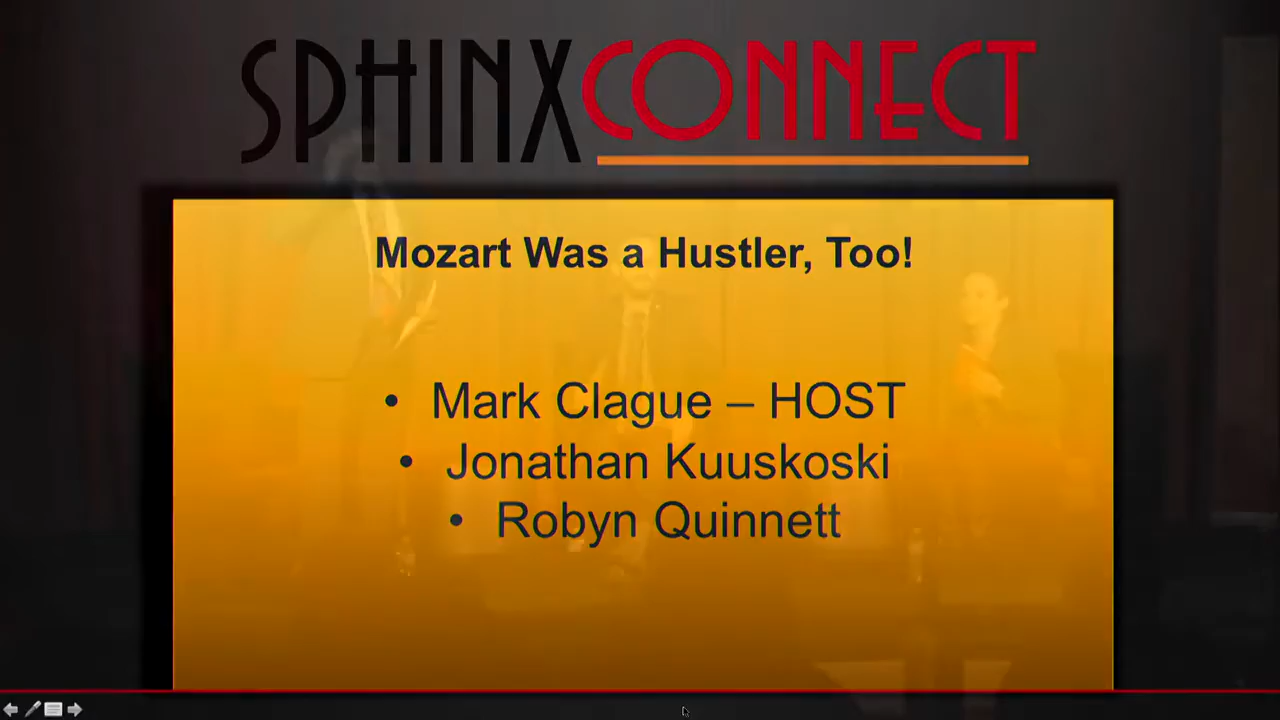 SPHINXCONNECT
Mozart Was a Hustler, Too!
• Mark Clague – HOST
• Jonathan Kuuskoski
• Robyn Quinnett